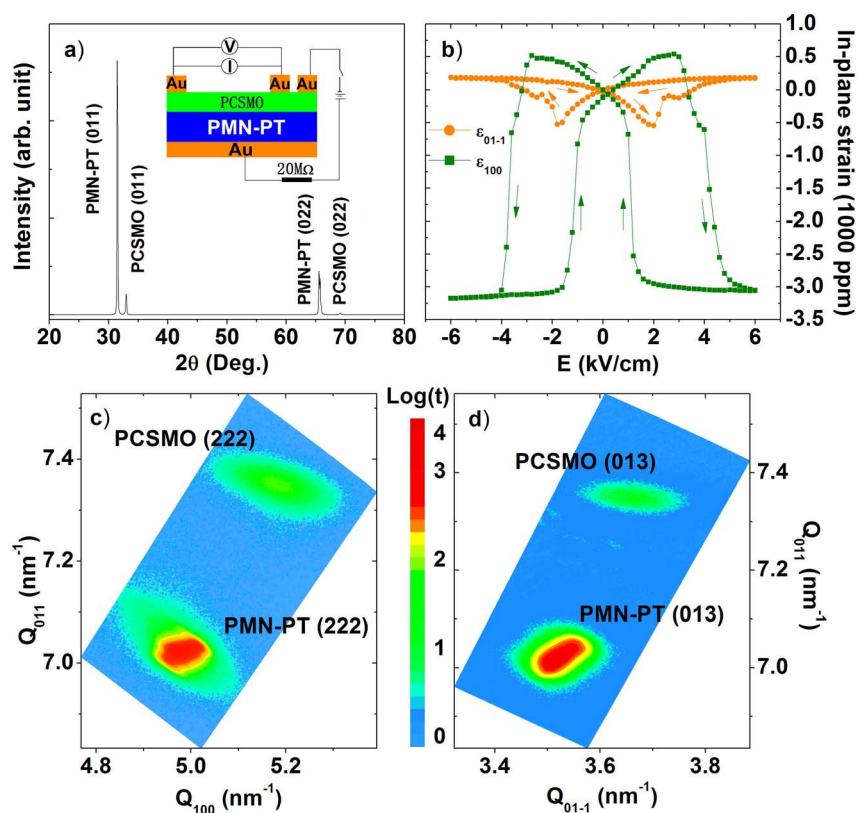 a)
V
I
Au
Au
Au
PCSMO
PMN-PT
Au
20MΩ
PMN-PT (011)
PCSMO (011)
PMN-PT (022)
PCSMO (022)
Intensity (arb. unit)
20 30 40 50 60 70 80
2θ (Deg.)
b)
ε01-1
ε100
1.0
0.5
0.0
-0.5
-1.0
-1.5
-2.0
-2.5
-3.0
-3.5
In-plane strain (1000 ppm)
-6 -4 -2 0 2 4 6
E (kV/cm)
c)
PCSMO (222)
PMN-PT (222)
7.4
7.2
7.0
Q011 (nm-1)
4.8 5.0 5.2
Q100 (nm-1)
Log(t)
4
3
2
1
0
d)
PCSMO (013)
PMN-PT (013)
7.4
7.2
7.0
Q011 (nm-1)
3.4 3.6 3.8
Q01-1 (nm-1)